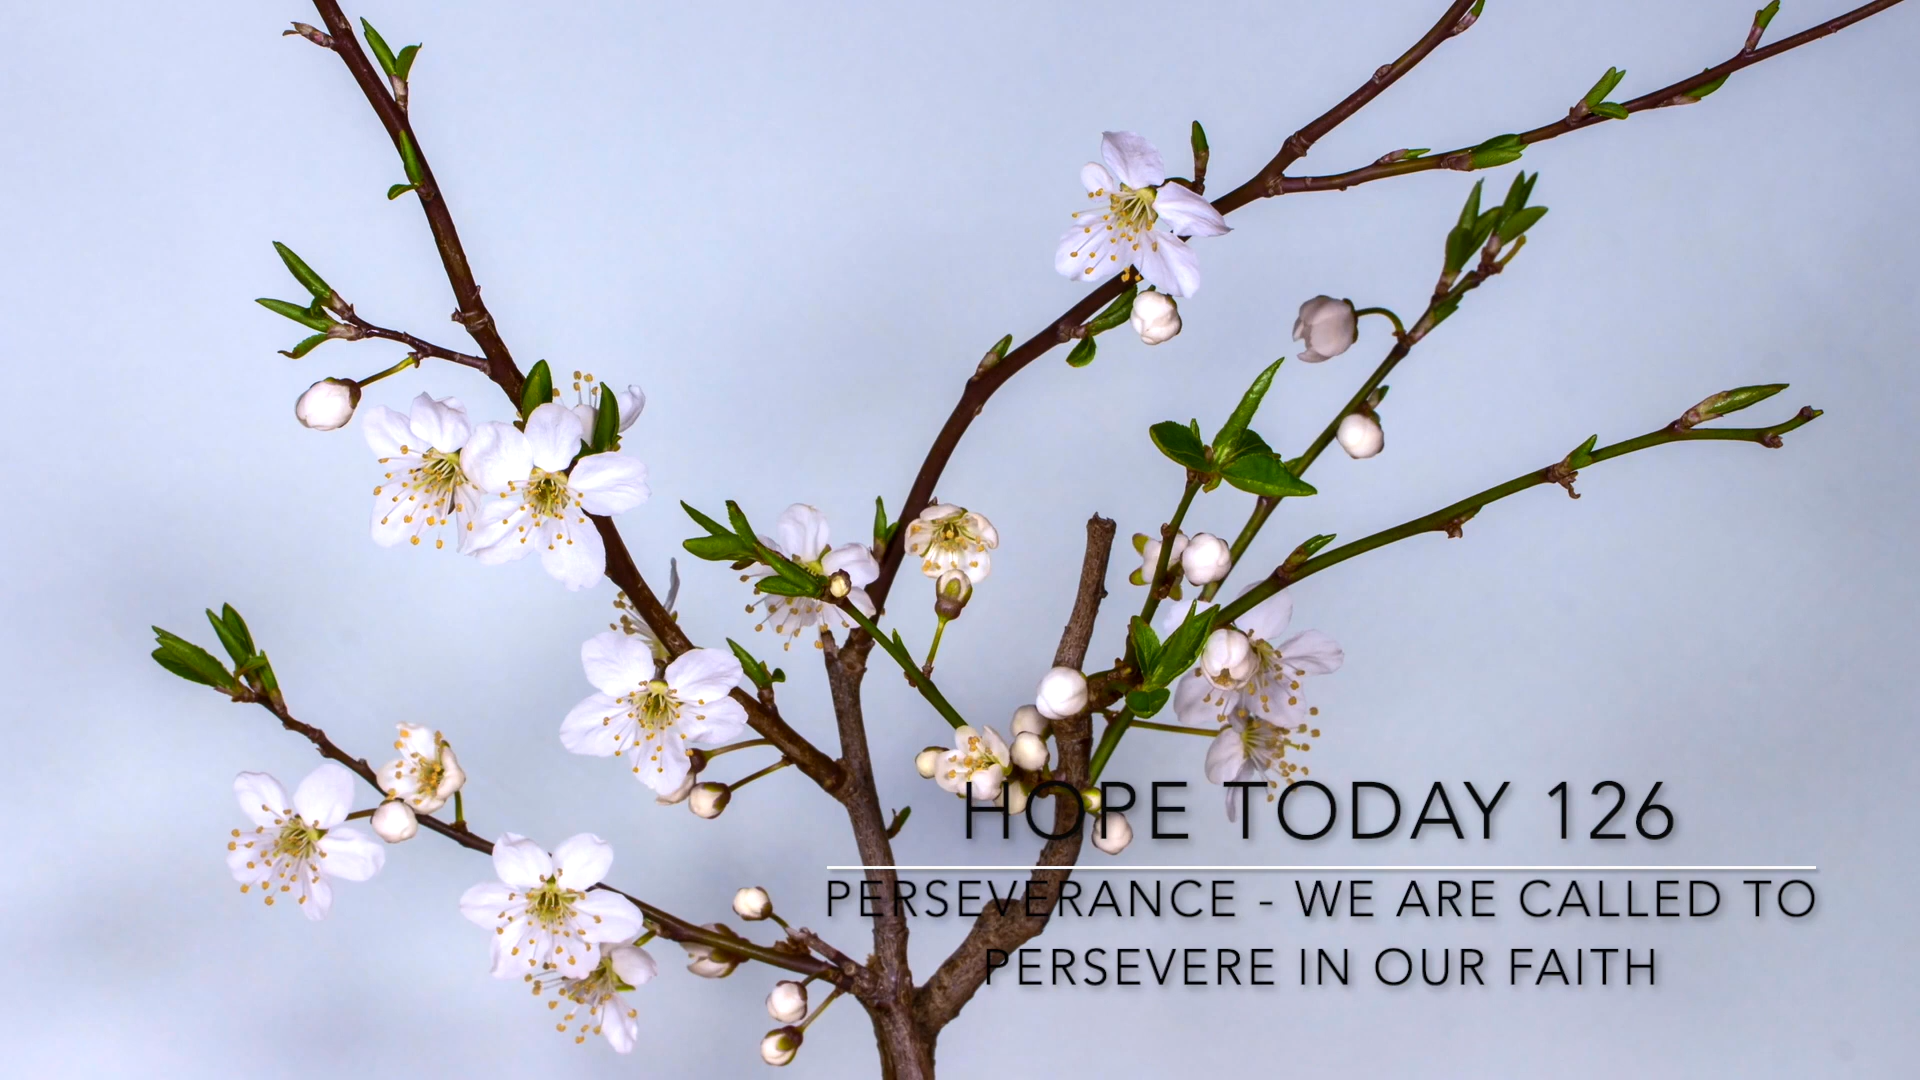 HOPE TODAY 126
PERSEVERANCE - WE ARE CALLED TO
PERSEVERE IN OUR FAITH